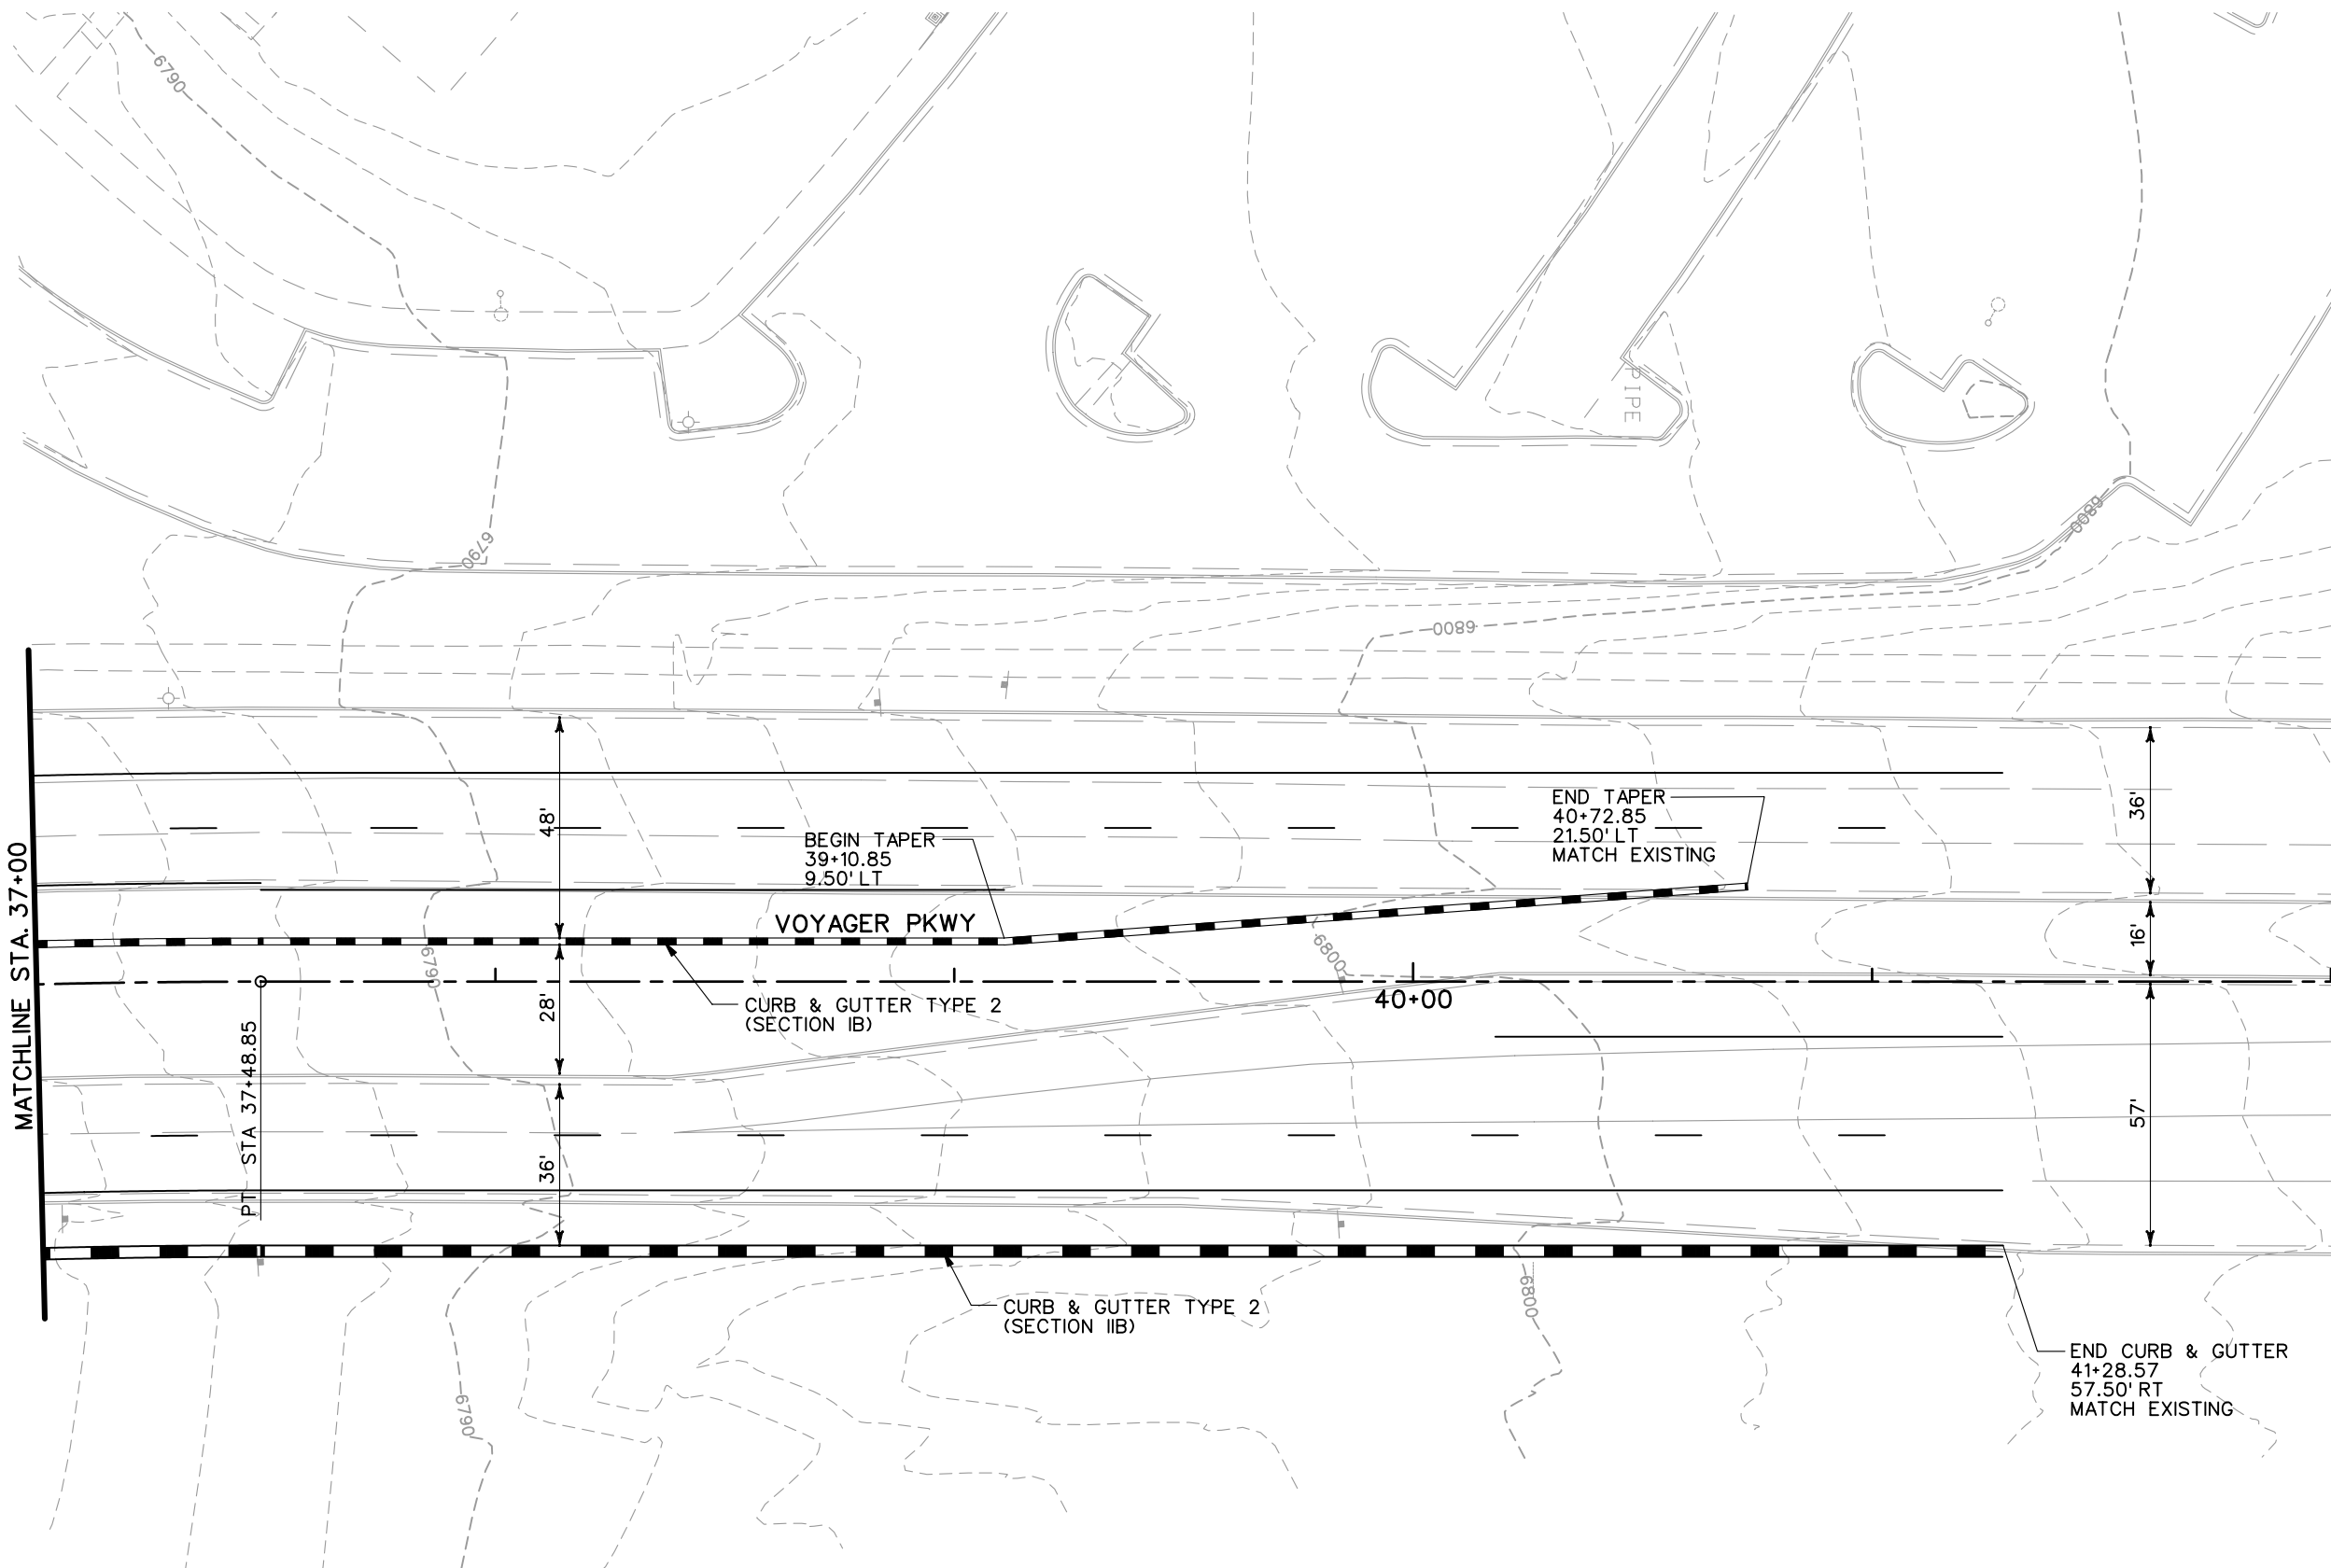 6790
PIPE
6790
6800
6800
48'
36'
END TAPER
40+72.85
21.50' LT
MATCH EXISTING
BEGIN TAPER
39+10.85
9.50' LT
VOYAGER PKWY
16'
6800
6790
MATCHLINE STA. 37+00
28'
CURB & GUTTER TYPE 2
(SECTION IB)
40+00
PT STA 37+48.85
57'
36'
6800
CURB & GUTTER TYPE 2
(SECTION IIB)
END CURB & GUTTER
41+28.57
57.50' RT
MATCH EXISTING
6790